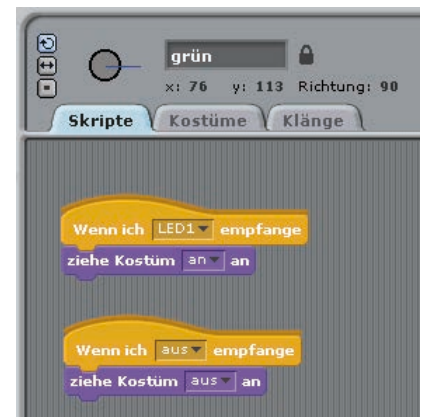 grün
x: 76 y: 113 Richtung: 90
Skripte Kostüme Klänge
Wenn ich LED1 empfange
ziehe Kostüm an an
Wenn ich aus empfange
ziehe Kostüm aus an